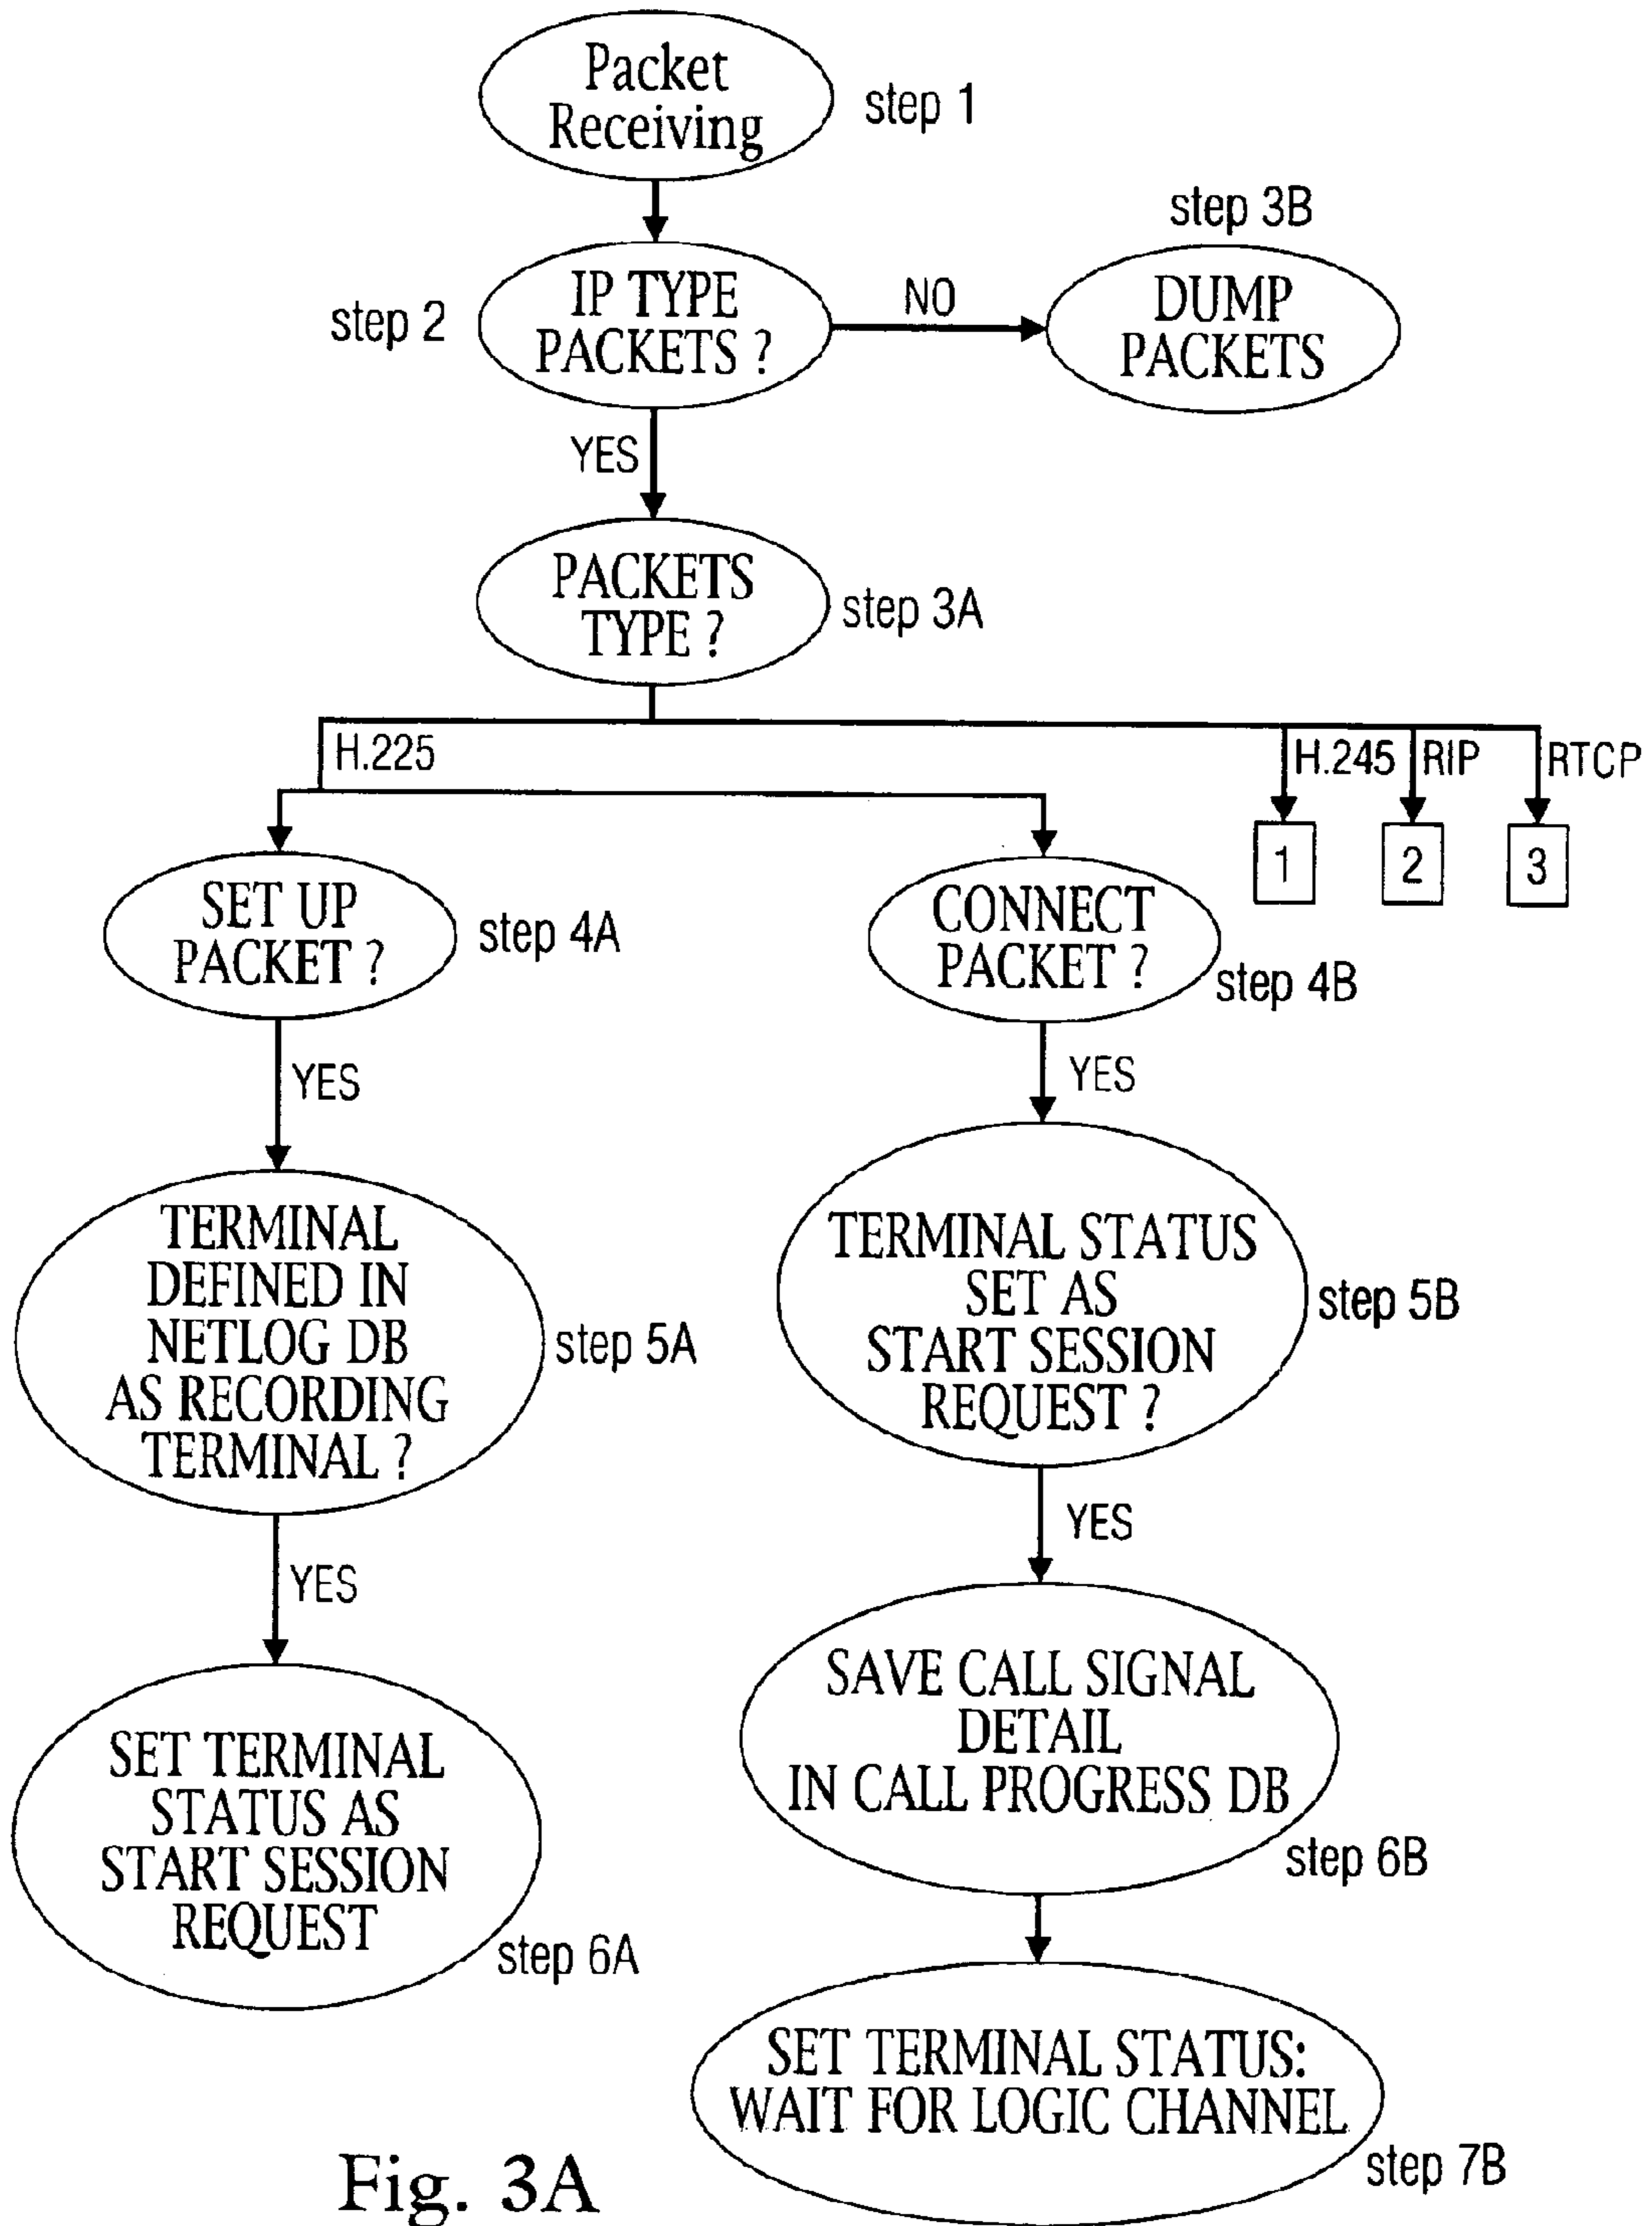 Packet
Receiving
step 1
step 3B
step 2
IP TYPE
PACKETS ?
NO
DUMP
PACKETS
YES
PACKETS
TYPE ?
step 3A
H.225
H.245
RIP
RTCP
1
2
3
SET UP
PACKET ?
step 4A
CONNECT
PACKET ?
step 4B
YES
YES
TERMINAL
DEFINED IN
NETLOG DB
AS RECORDING
TERMINAL ?
step 5A
TERMINAL STATUS
SET AS
START SESSION
REQUEST ?
step 5B
YES
YES
SET TERMINAL
STATUS AS
START SESSION
REQUEST
step 6A
SAVE CALL SIGNAL
DETAIL
IN CALL PROGRESS DB
step 6B
SET TERMINAL STATUS:
WAIT FOR LOGIC CHANNEL
step 7B
Fig. 3A